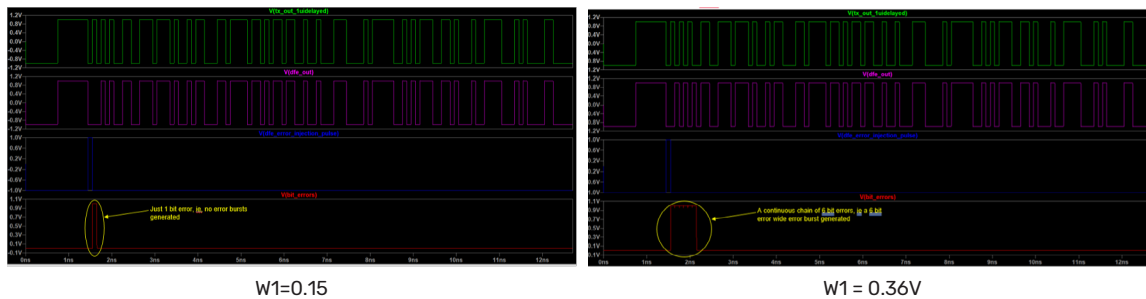 V(tx_out_1uidelayed)
1.2V
0.8V
0.4V
0.0V
-0.4V
-0.8V
-1.2V
V(dfe_out)
1.2V
0.8V
0.4V
0.0V
-0.4V
-0.8V
-1.2V
V(dfe_error_injection_pulse)
1.0V
0.6V
0.2V
-0.2V
-0.6V
-1.0V
V(bit_errors)
1.1V
0.9V
0.7V
0.5V
0.3V
0.1V
-0.1V
Just 1 bit error, ie, no error bursts
generated
0ns 1ns 2ns 3ns 4ns 5ns 6ns 7ns 8ns 9ns 10ns 11ns 12ns
W1=0.15
V(tx_out_1uidelayed)
1.2V
0.8V
0.4V
0.0V
-0.4V
-0.8V
-1.2V
V(dfe_out)
1.2V
0.8V
0.4V
0.0V
-0.4V
-0.8V
-1.2V
V(dfe_error_injection_pulse)
1.0V
0.6V
0.2V
-0.2V
-0.6V
-1.0V
V(bit_errors)
1.1V
0.9V
0.7V
0.5V
0.3V
0.1V
-0.1V
A continuous chain of 6 bit errors, ie a 6 bit
error wide error burst generated
0ns 1ns 2ns 3ns 4ns 5ns 6ns 7ns 8ns 9ns 10ns 11ns 12ns
W1 = 0.36V